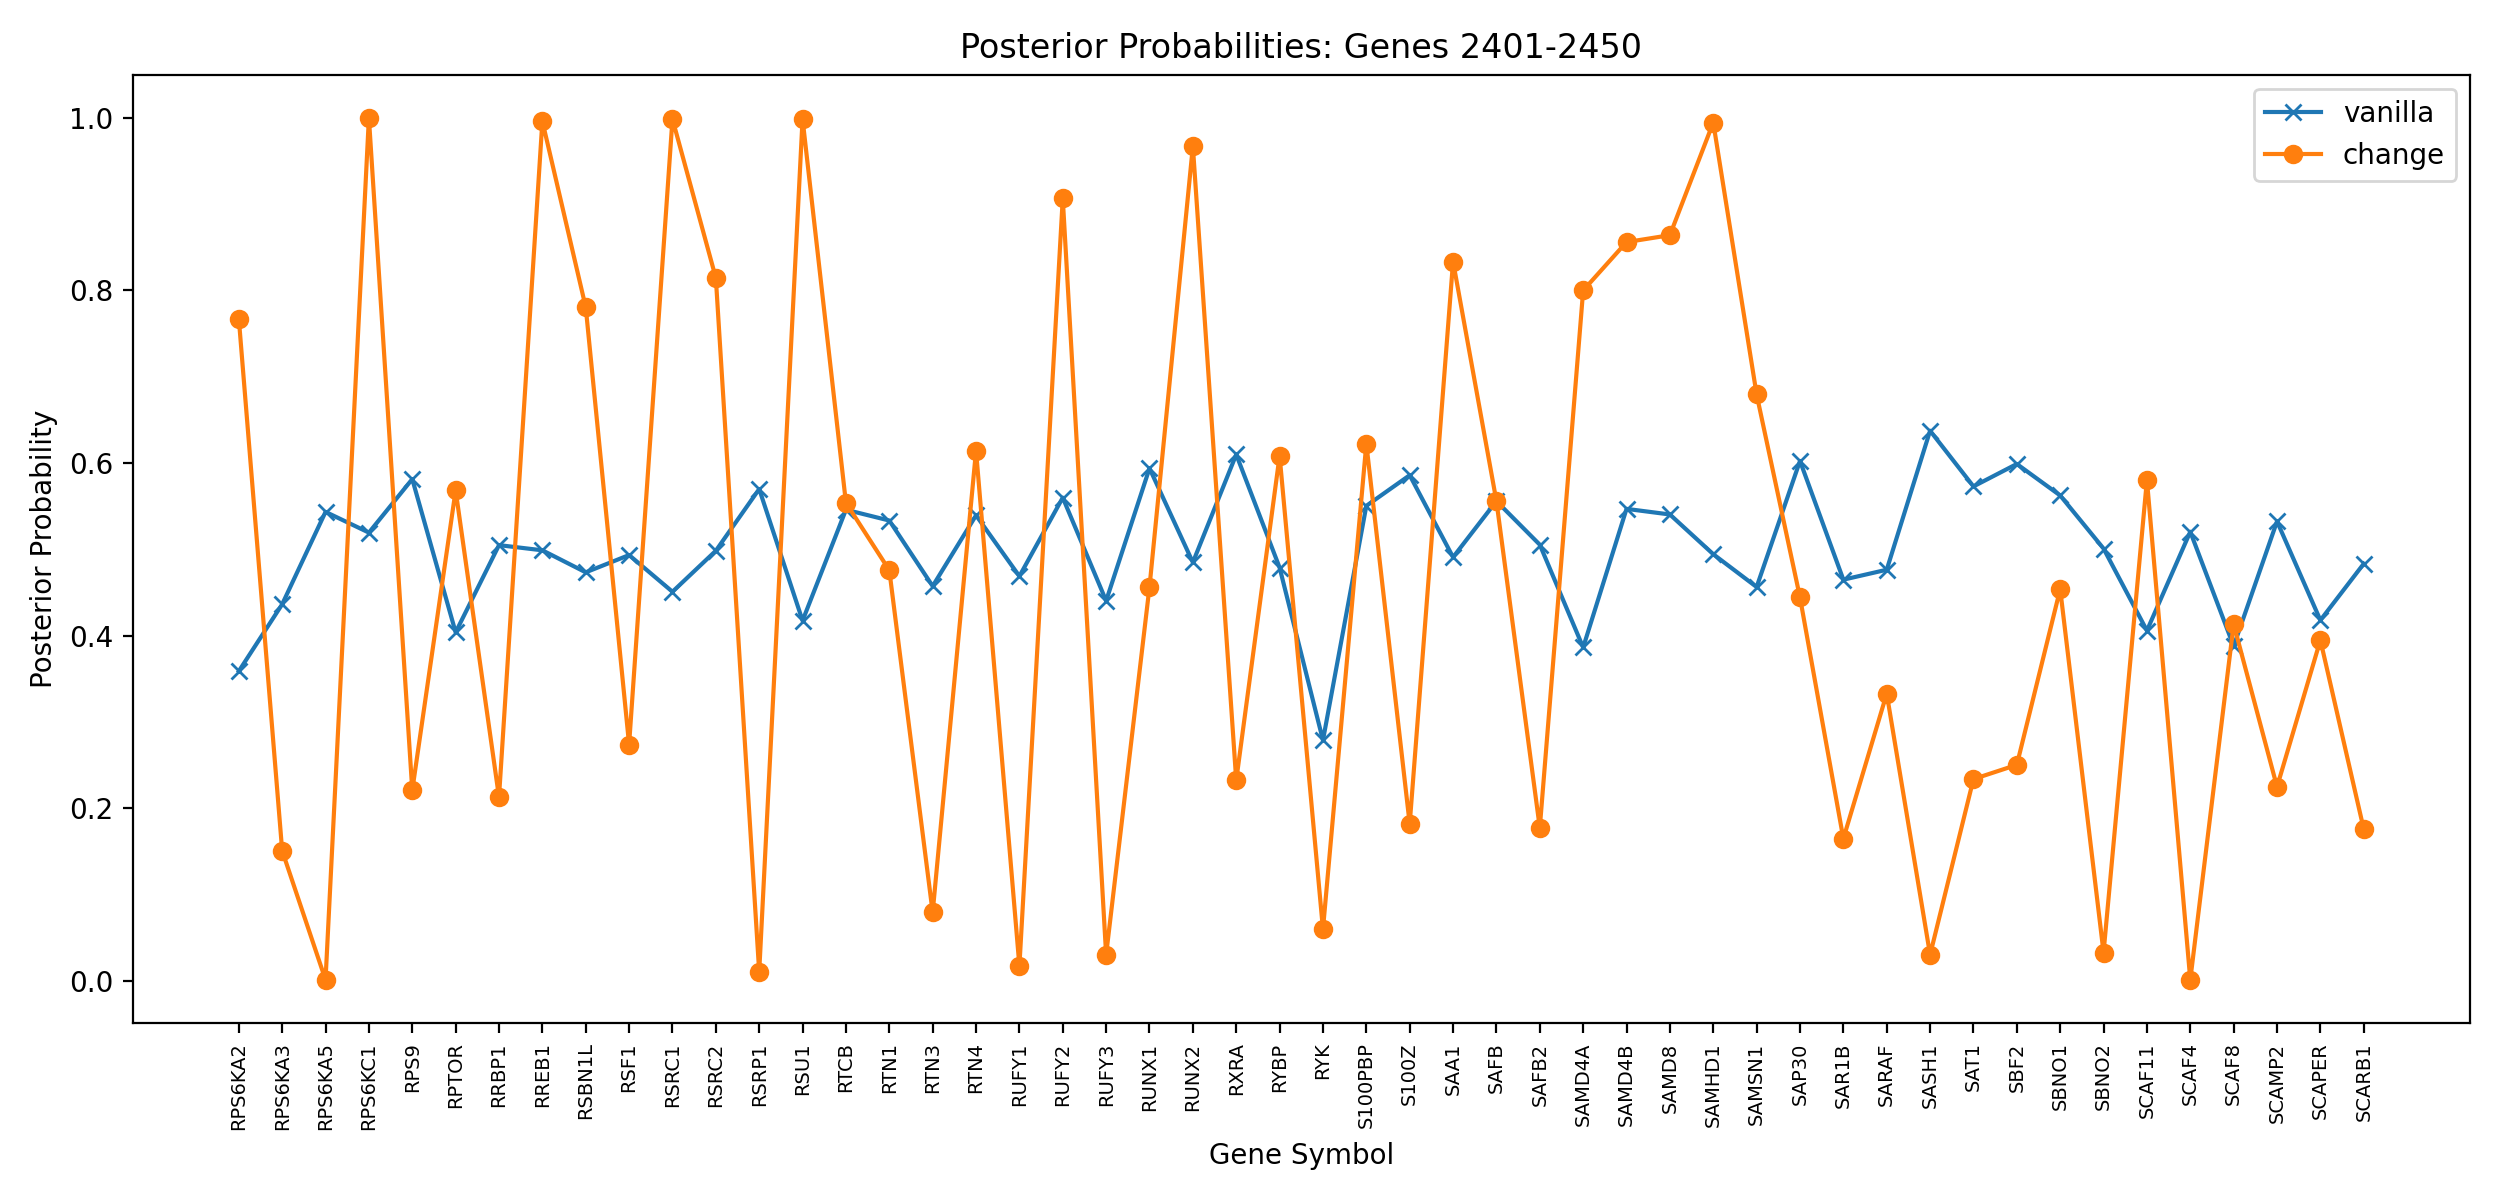 Posterior Probabilities: Genes 2401-2450
vanilla
change
Posterior Probability
1.0
0.8
0.6
0.4
0.2
0.0
RPS6KA2
RPS6KA3
RPS6KA5
RPS6KC1
RPS9
RPTOR
RRBP1
RREB1
RSBN1L
RSF1
RSRC1
RSRC2
RSRP1
RSU1
RTCB
RTN1
RTN3
RTN4
RUFY1
RUFY2
RUFY3
RUNX1
RUNX2
RXRA
RYBP
RYK
S100PBP
S100Z
SAA1
SAFB
SAFB2
SAMD4A
SAMD4B
SAMD8
SAMHD1
SAMSN1
SAP30
SAR1B
SARAF
SASH1
SAT1
SBF2
SBNO1
SBNO2
SCAF11
SCAF4
SCAF8
SCAMP2
SCAPER
SCARB1
Gene Symbol